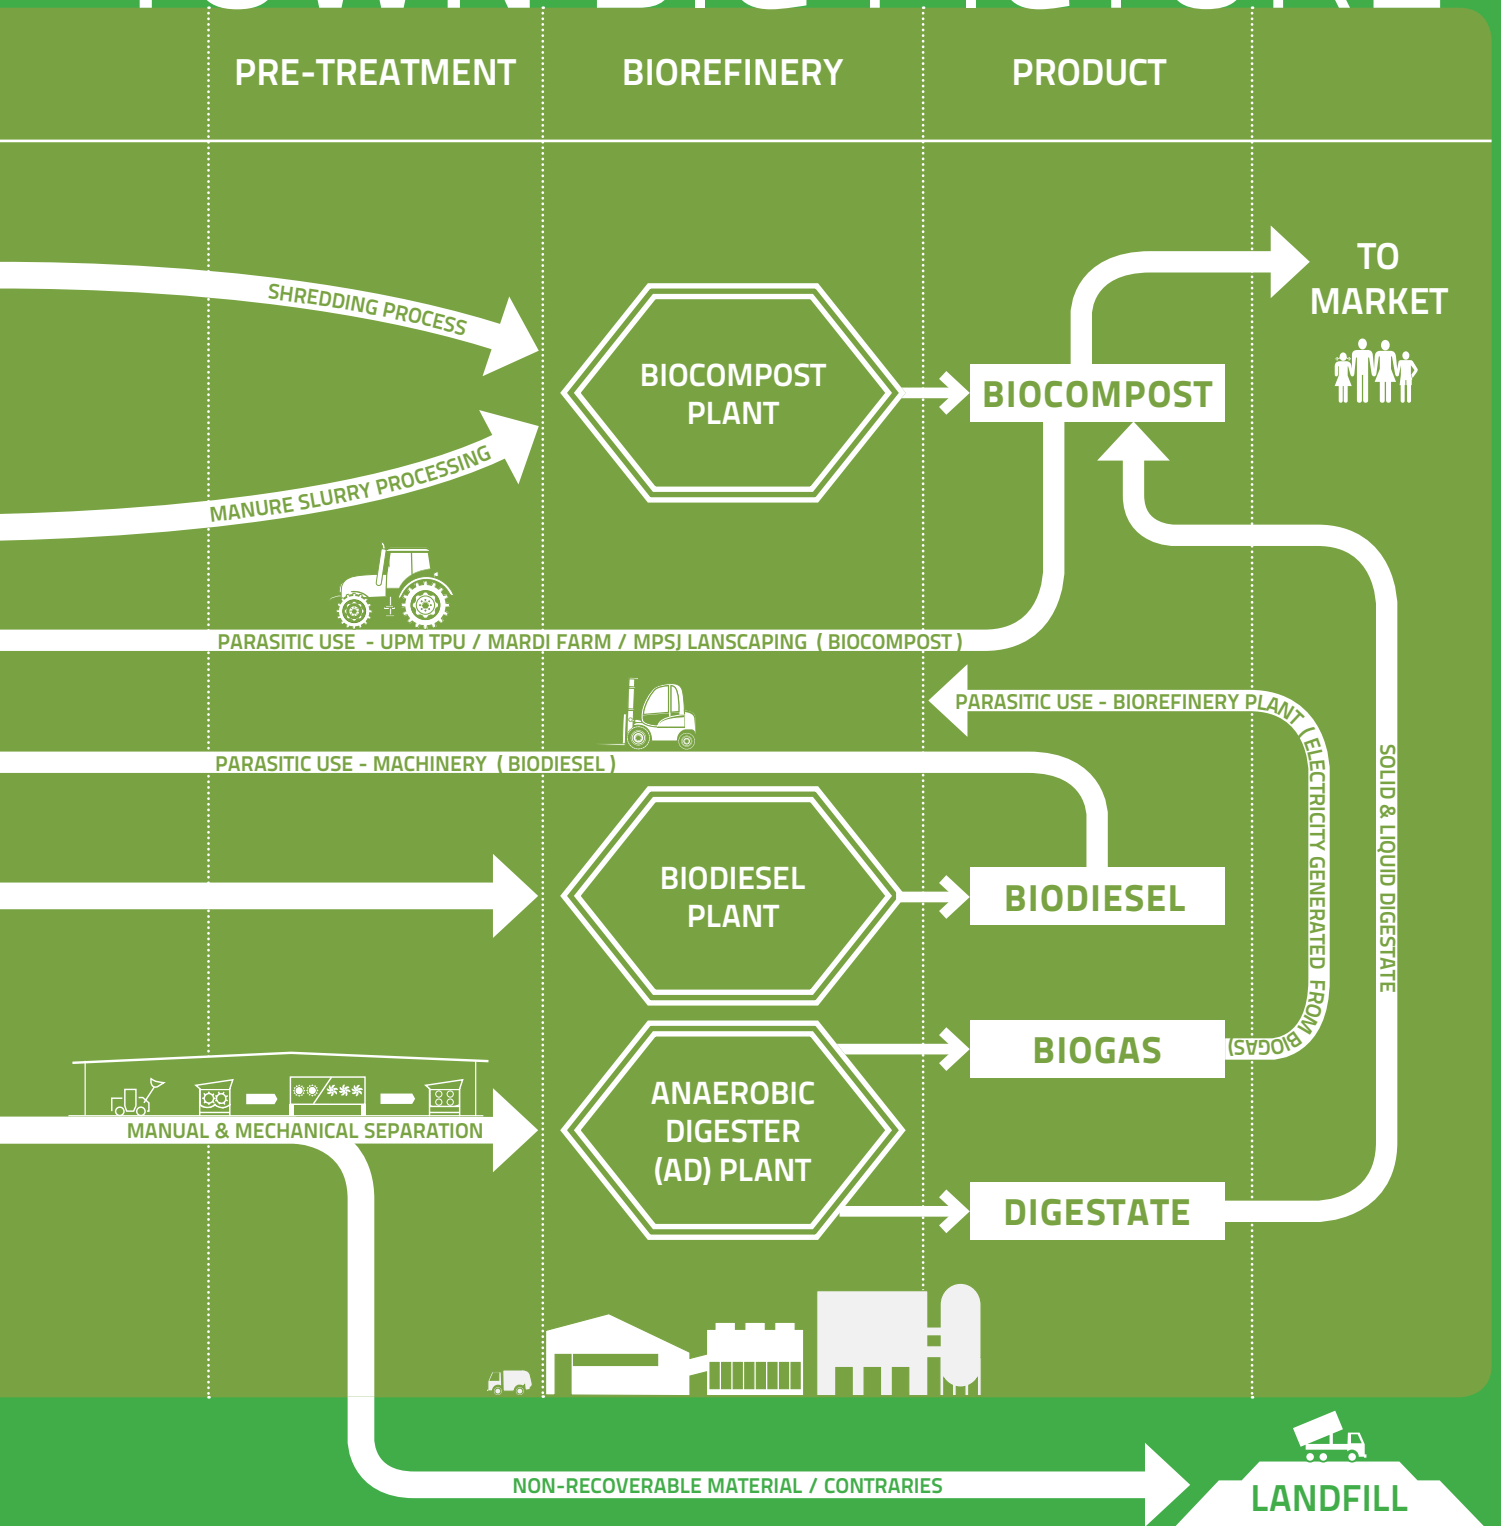 PRE-TREATMENT
BIOREFINERY
PRODUCT
TO
MARKET
SHREDDING PROCESS
BIOCOMPOST
PLANT
BIOCOMPOST
MANURE SLURRY PROCESSING
PARASITIC USE - UPM TPU / MARDI FARM / MPSJ LANSCAPING ( BIOCOMPOST )
PARASITIC USE - BIOREFINERY PLANT ( ELECTRICITY GENERATED FROM BIOGAS)
PARASITIC USE - MACHINERY ( BIODIESEL )
SOLID & LIQUID DIGESTATE
BIODIESEL
PLANT
BIODIESEL
BIOGAS
ANAEROBIC
DIGESTER
(AD) PLANT
MANUAL & MECHANICAL SEPARATION
DIGESTATE
NON-RECOVERABLE MATERIAL / CONTRARIES
LANDFILL